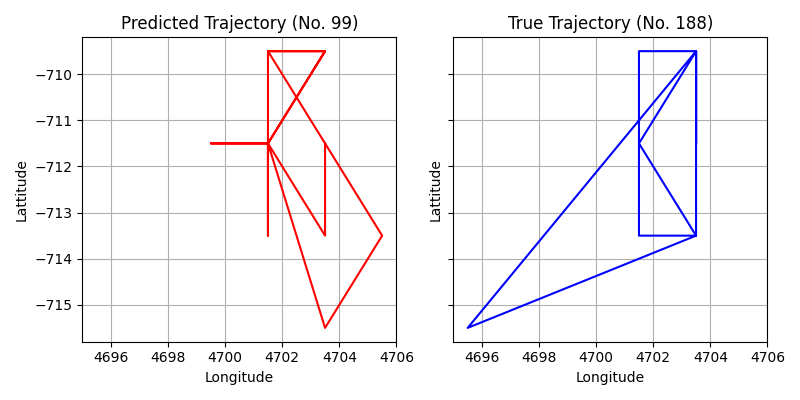 Predicted Trajectory (No. 99)
True Trajectory (No. 188)
Lattitude
−710
−711
−712
−713
−714
−715
4696 4698 4700 4702 4704 4706
Longitude
Lattitude
4696 4698 4700 4702 4704 4706
Longitude